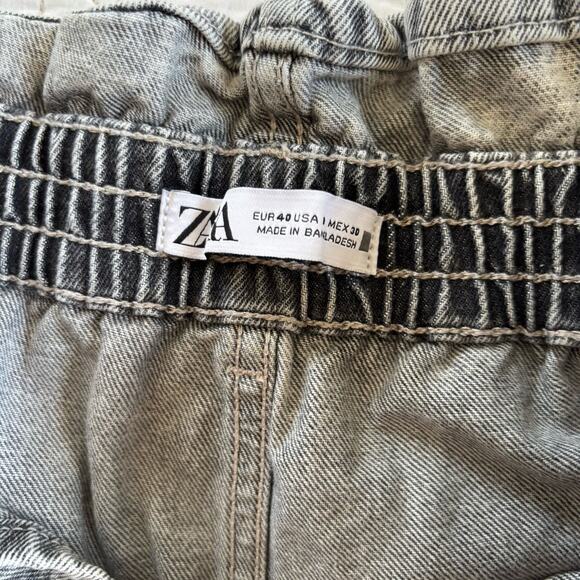 ZARA
EUR 40 USA I MEX 30
MADE IN BANGLADESH